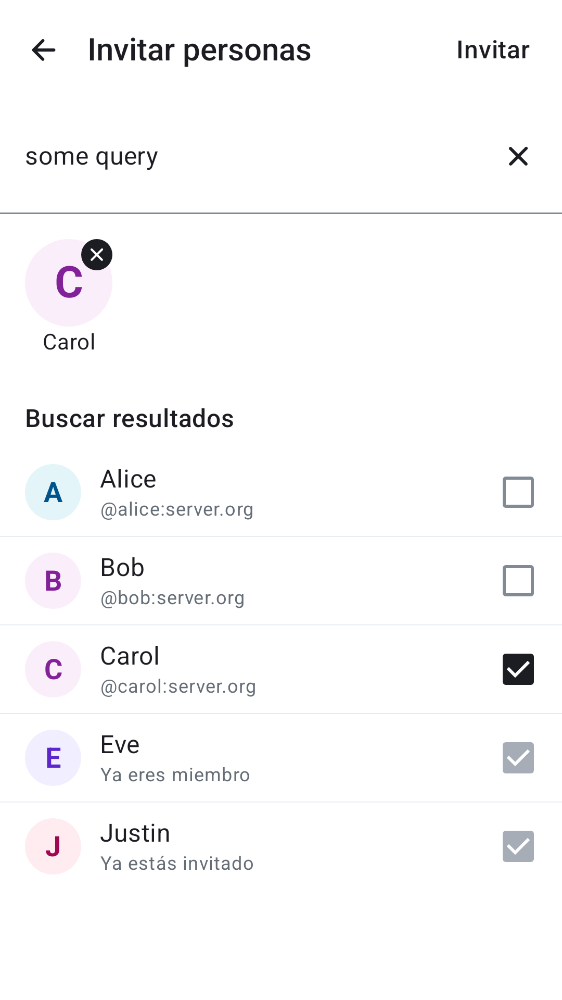 Invitar personas
Invitar
some query
C
Carol
Buscar resultados
A
Alice
@alice:server.org
B
Bob
@bob:server.org
C
Carol
@carol:server.org
E
Eve
Ya eres miembro
J
Justin
Ya estás invitado